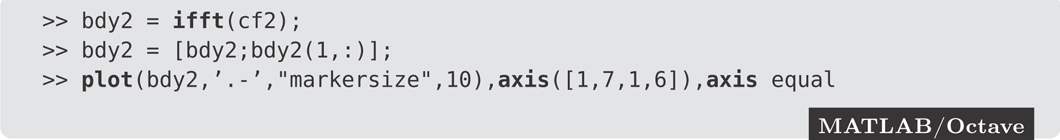 >> bdy2 = ifft(cf2);
>> bdy2 = [bdy2;bdy2(1,:)];
>> plot(bdy2,’.-’,"markersize",10),axis([1,7,1,6]),axis equal
MATLAB/Octave